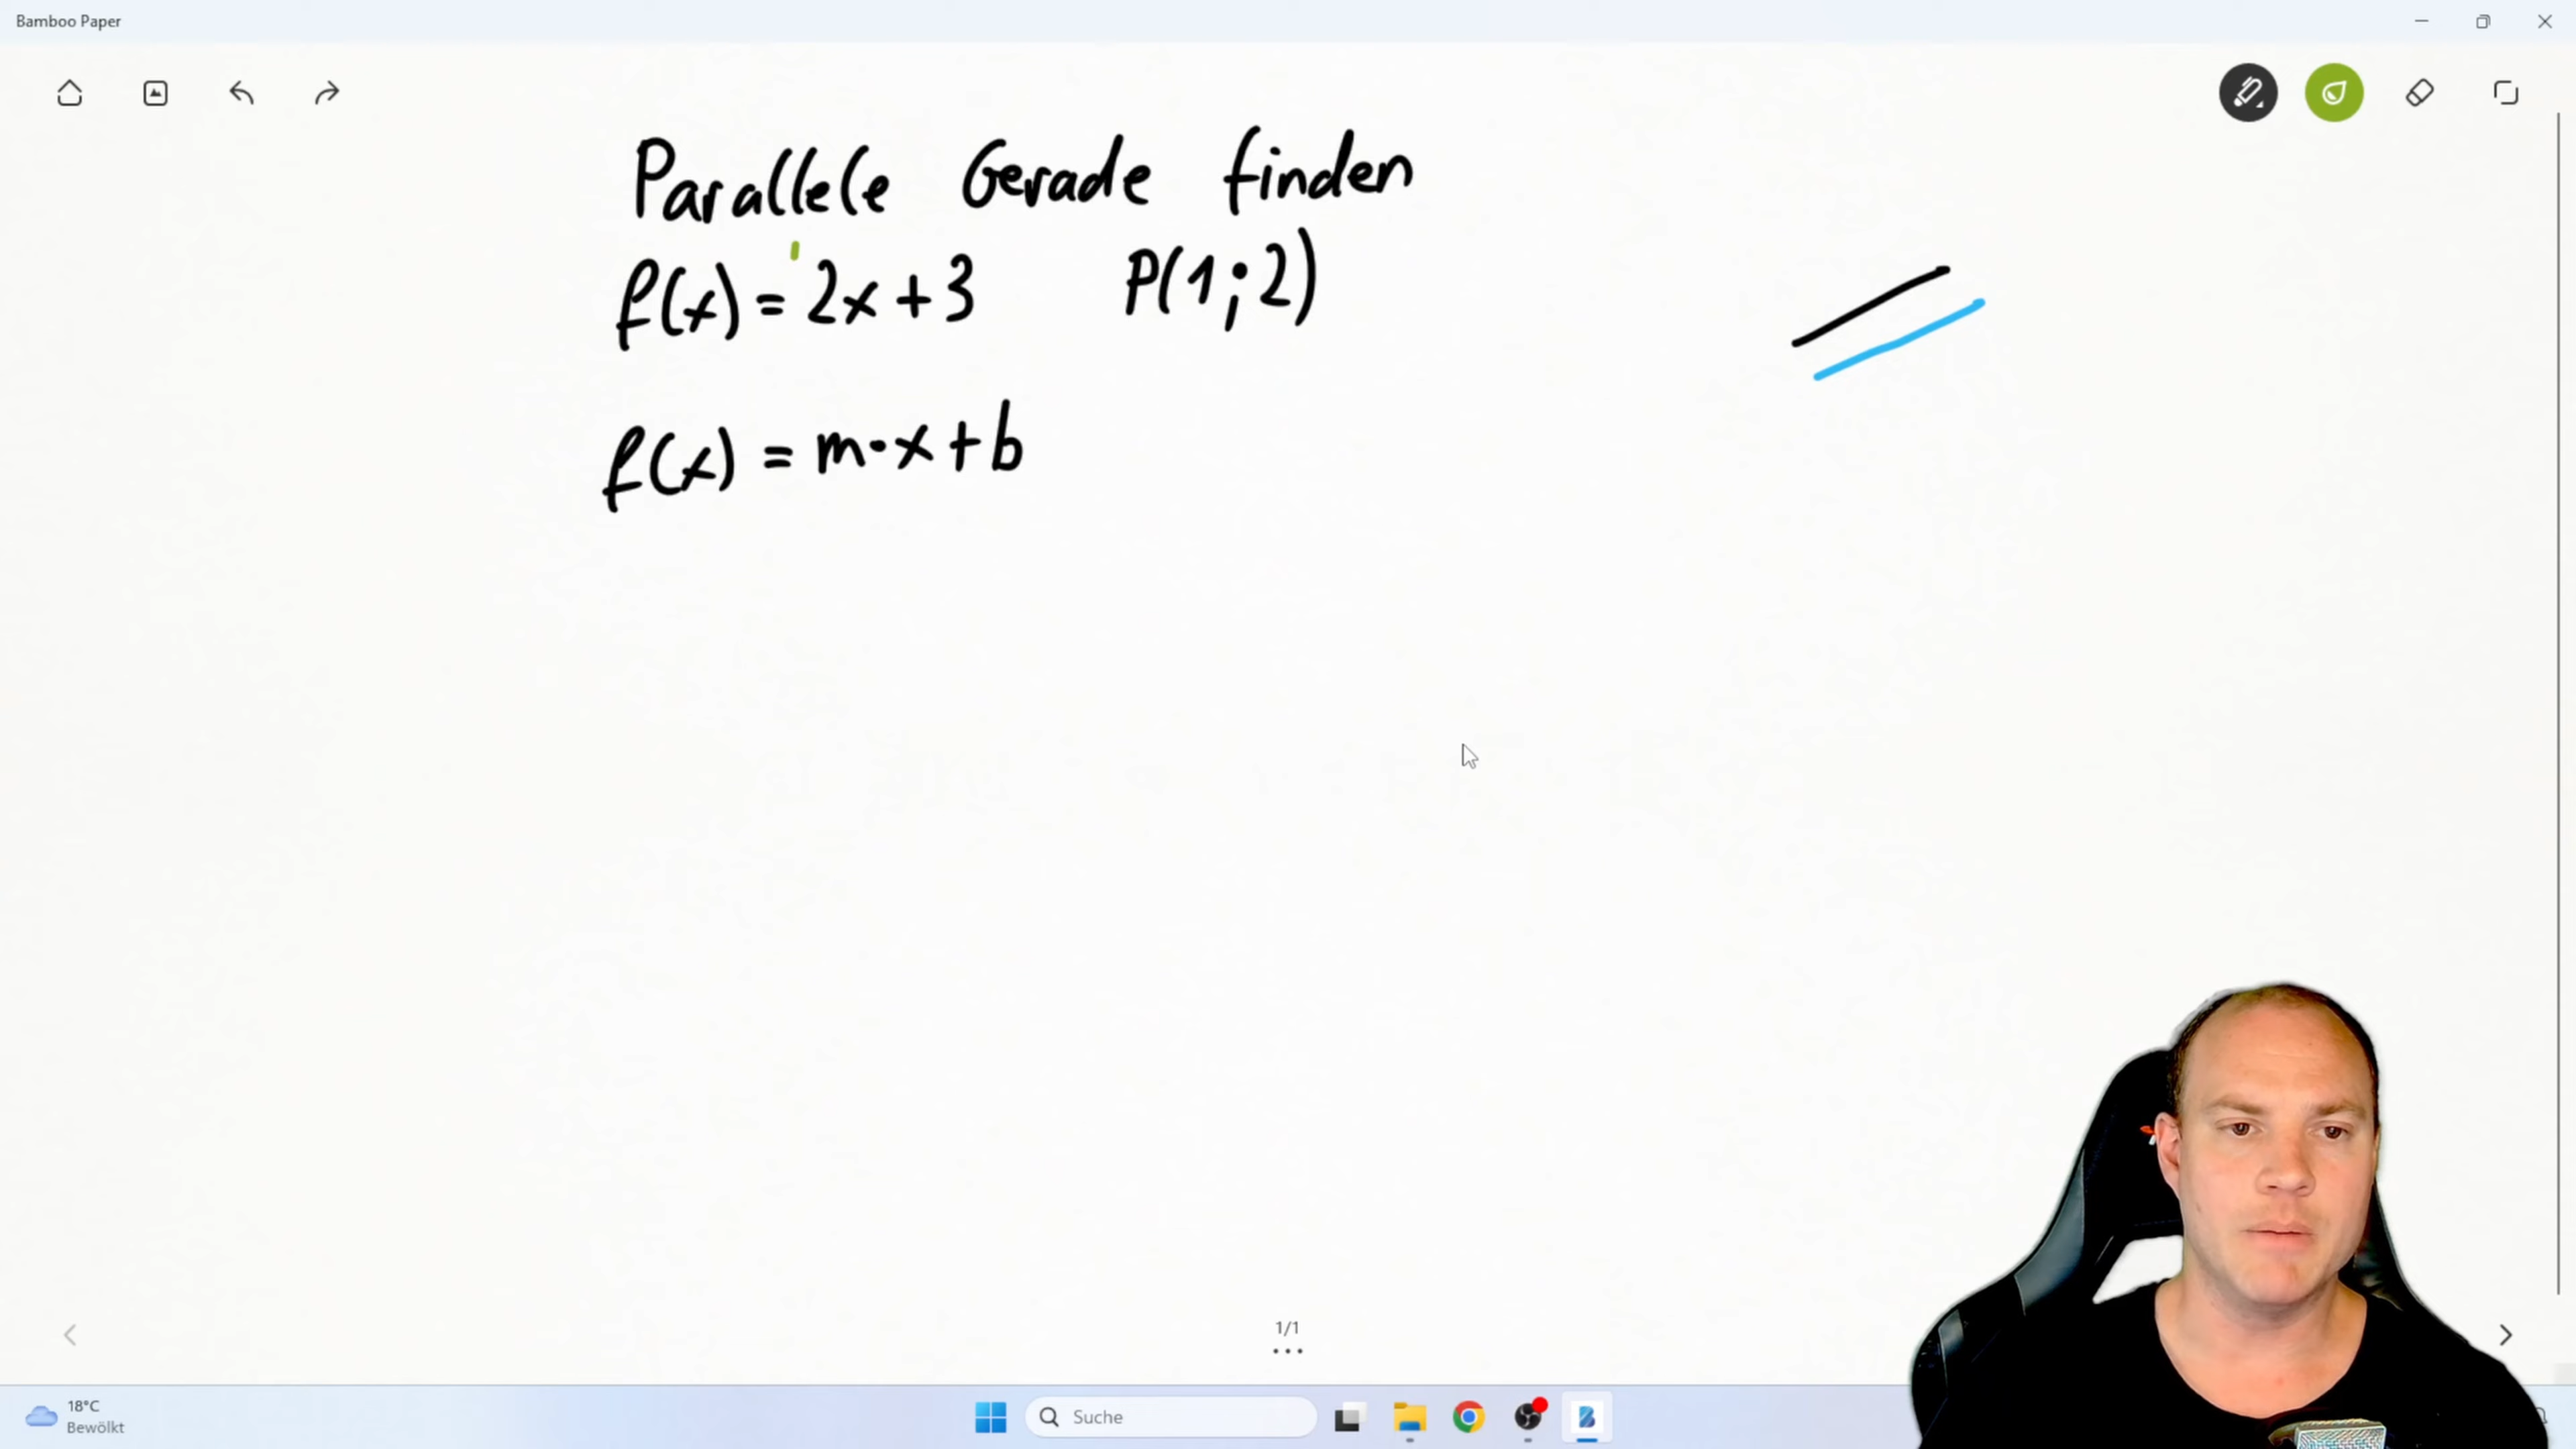 Bamboo Paper
Parallele Gerade finden
f(x) = 2x + 3 P(1;2)
f(x) = m·x + b
1/1
18°C
Bewölkt
Suche